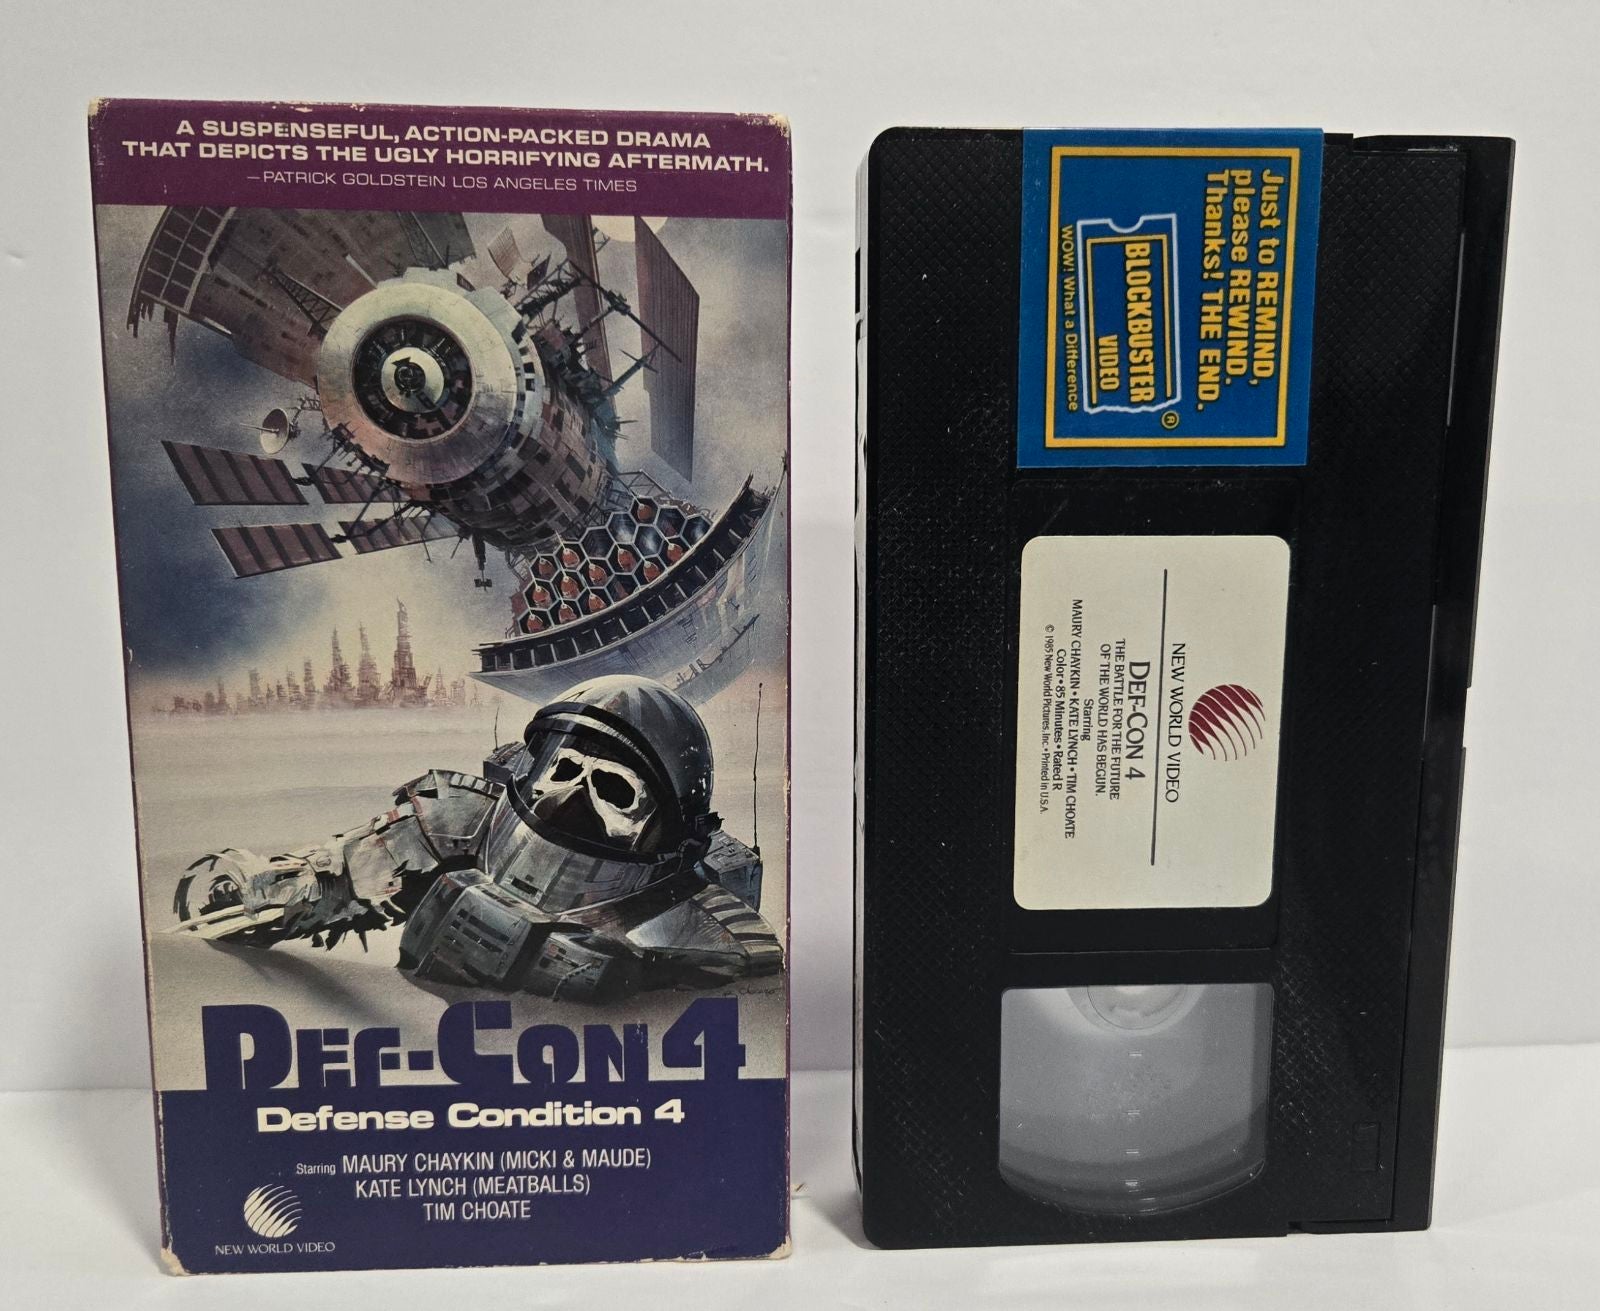 A SUSPENSEFUL, ACTION-PACKED DRAMA
THAT DEPICTS THE UGLY HORRIFYING AFTERMATH.
—PATRICK GOLDSTEIN LOS ANGELES TIMES
DEF-CON 4
Defense Condition 4
Starring MAURY CHAYKIN (MICKI & MAUDE)
KATE LYNCH (MEATBALLS)
TIM CHOATE
NEW WORLD VIDEO
Just to REMIND,
please REWIND.
Thanks! THE END.
BLOCKBUSTER
VIDEO
®
WOW! What a Difference
NEW WORLD VIDEO
DEF-CON 4
THE BATTLE FOR THE FUTURE
OF THE WORLD HAS BEGUN.
Starring
MAURY CHAYKIN • KATE LYNCH • TIM CHOATE
Color • 85 Minutes • Rated R
© 1985 New World Pictures, Inc. • Printed in U.S.A.